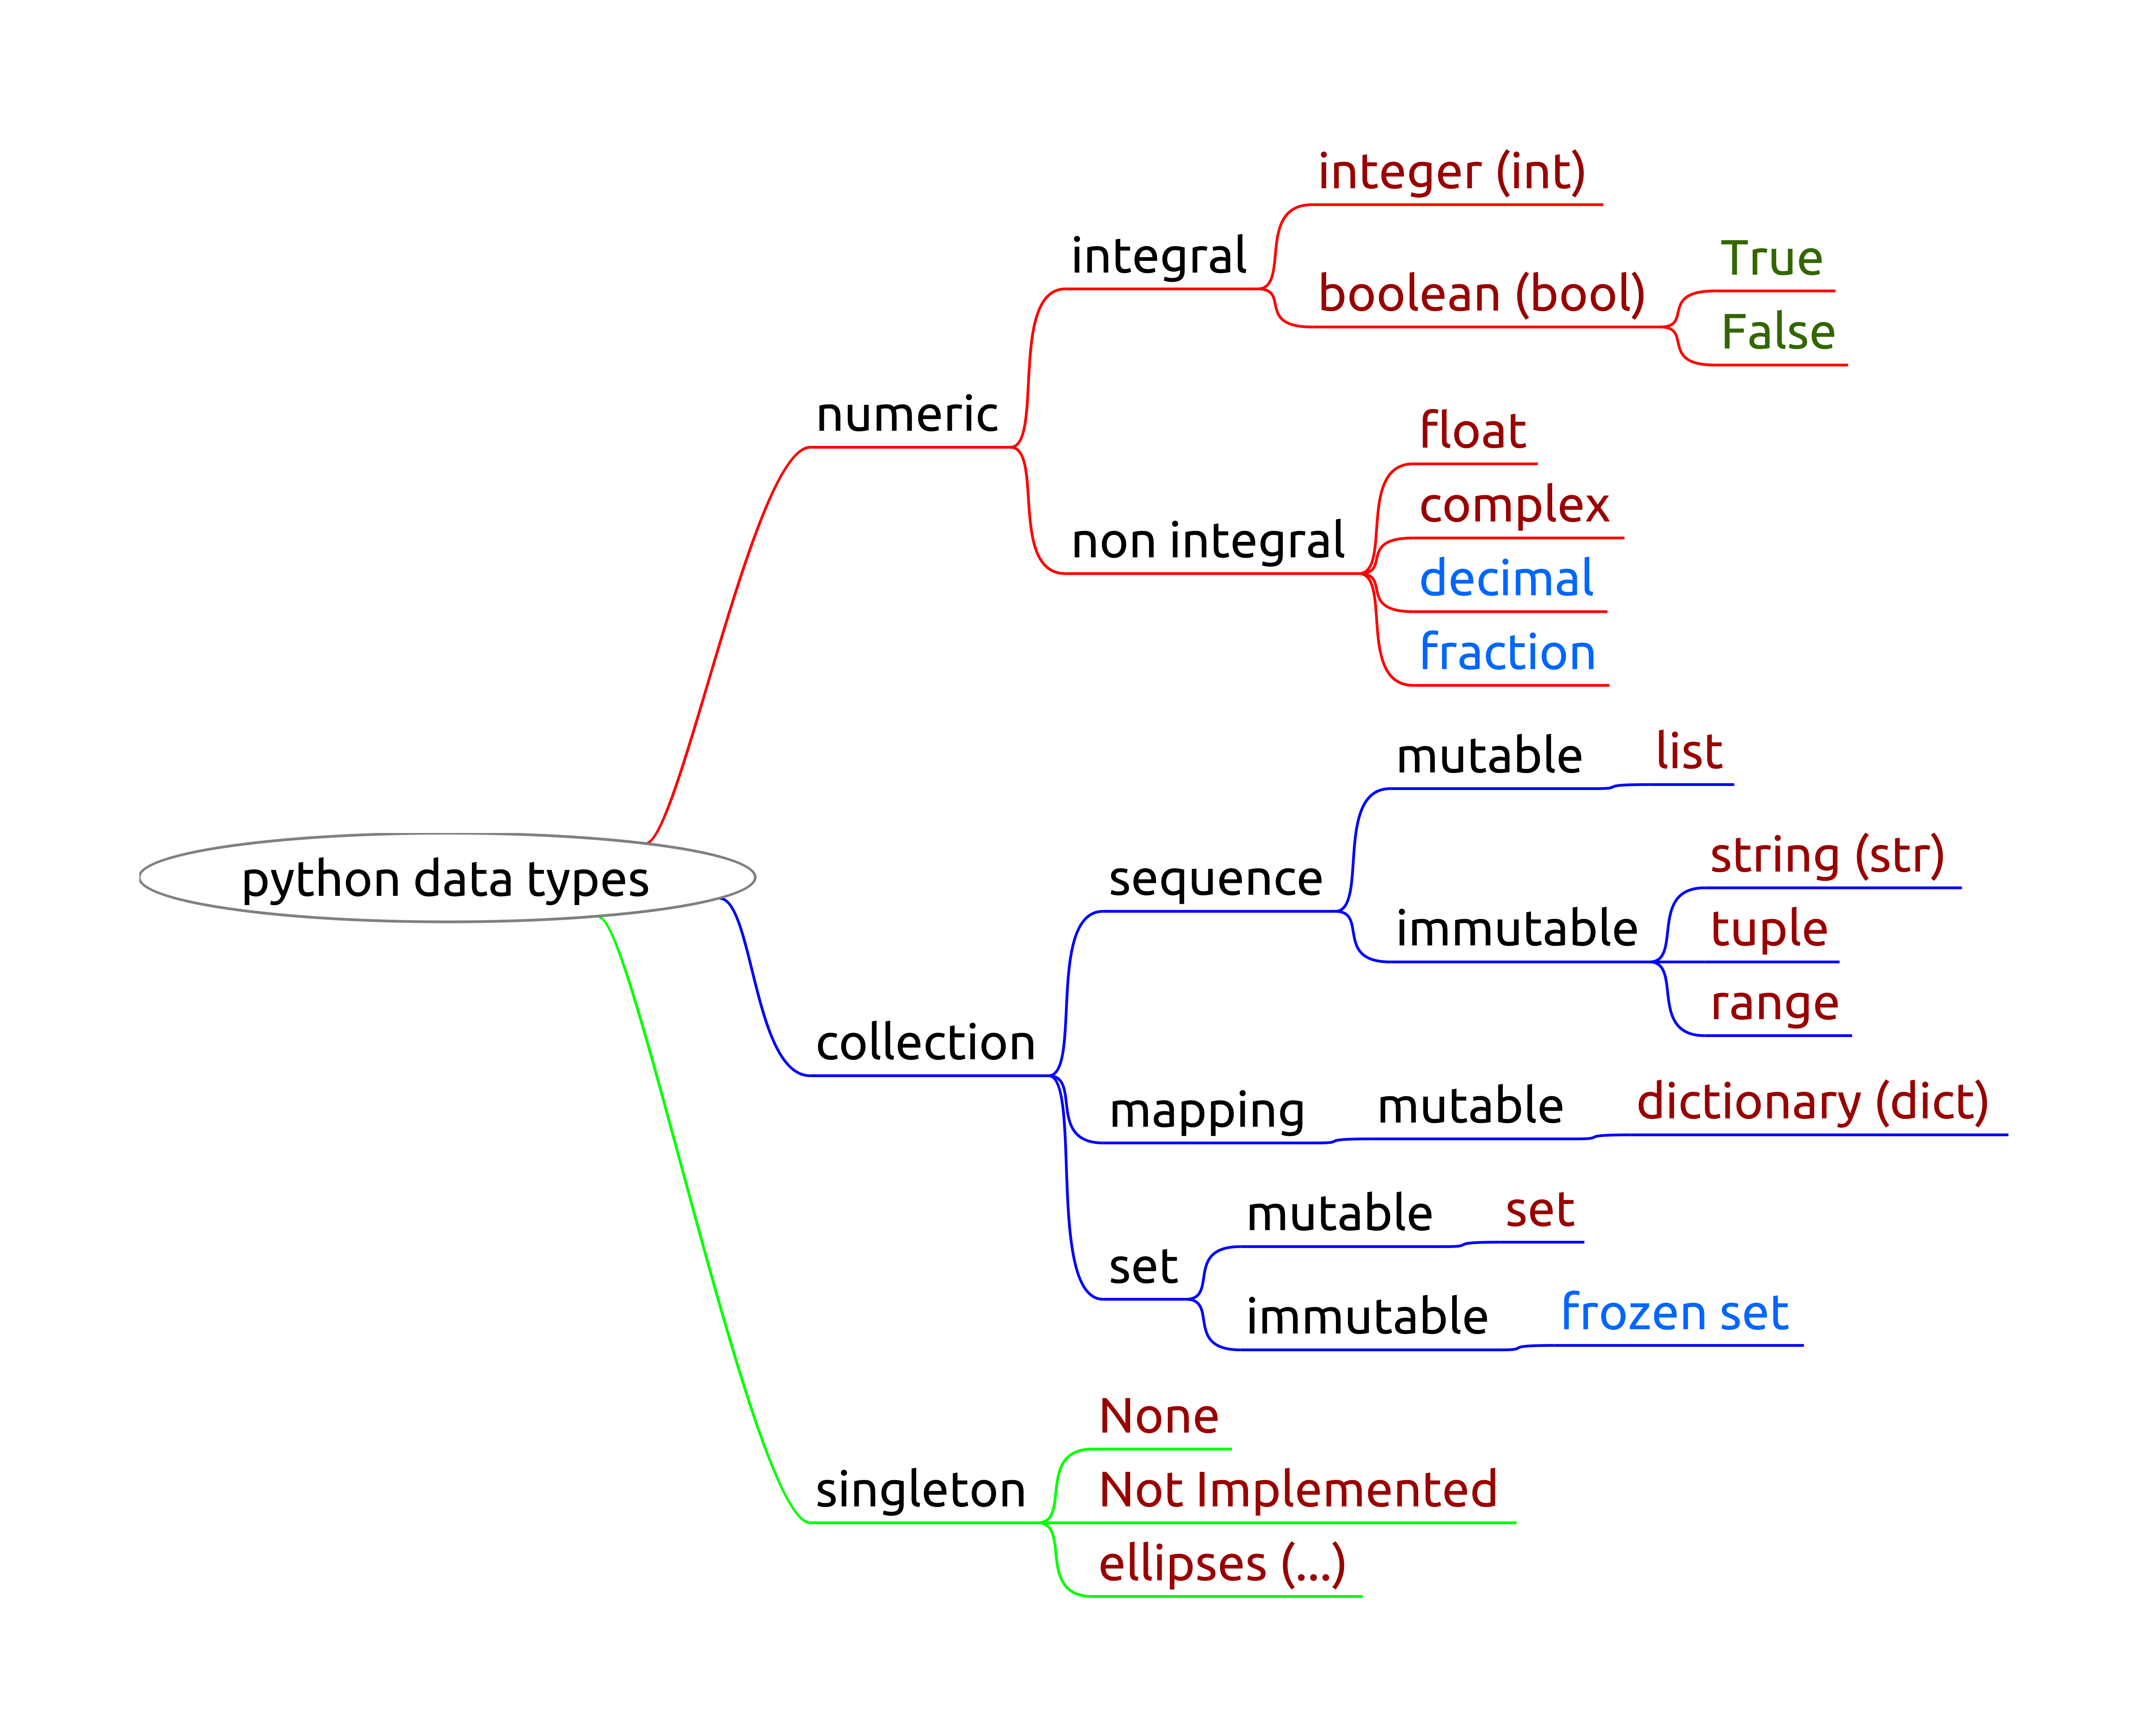 integer (int)
integral
True
boolean (bool)
False
numeric
float
complex
non integral
decimal
fraction
mutable
list
string (str)
python data types
sequence
immutable
tuple
range
collection
mapping
mutable
dictionary (dict)
mutable
set
set
immutable
frozen set
None
singleton
Not Implemented
ellipses (...)